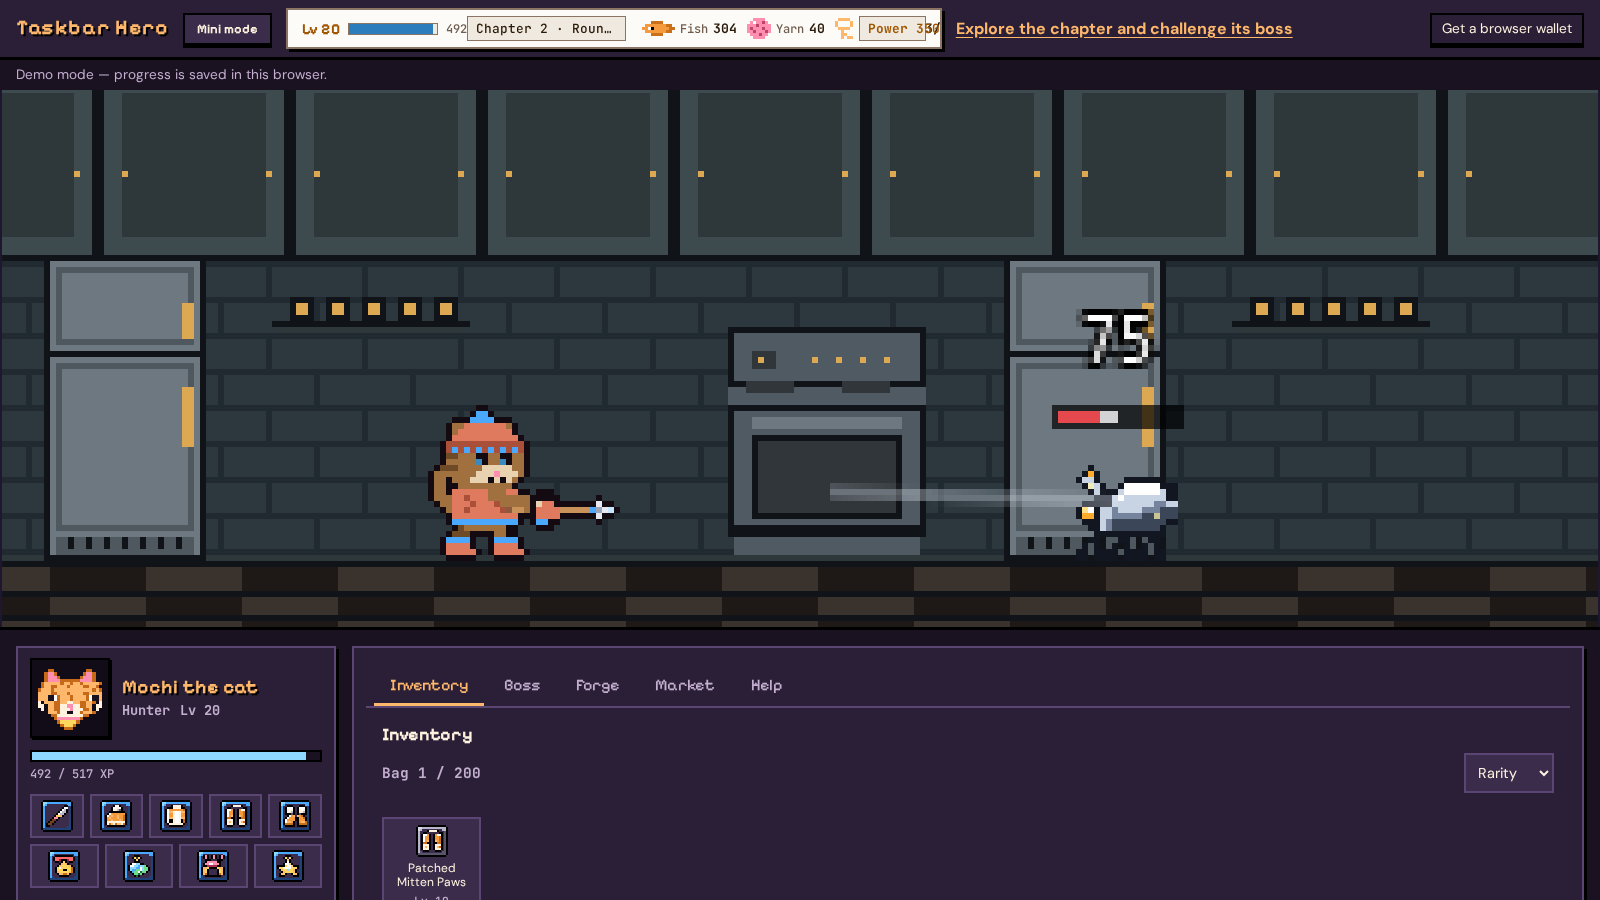 Taskbar Hero
Mini mode
Lv 20
492
Chapter 2 · Roun…
Fish 304
Yarn 40
Power 3
Explore the chapter and challenge its boss
Get a browser wallet
Demo mode — progress is saved in this browser.
75
Mochi the cat
Hunter Lv 20
492 / 517 XP
Inventory
Boss
Forge
Market
Help
Inventory
Bag 1 / 200
Rarity
Patched
Mitten Paws